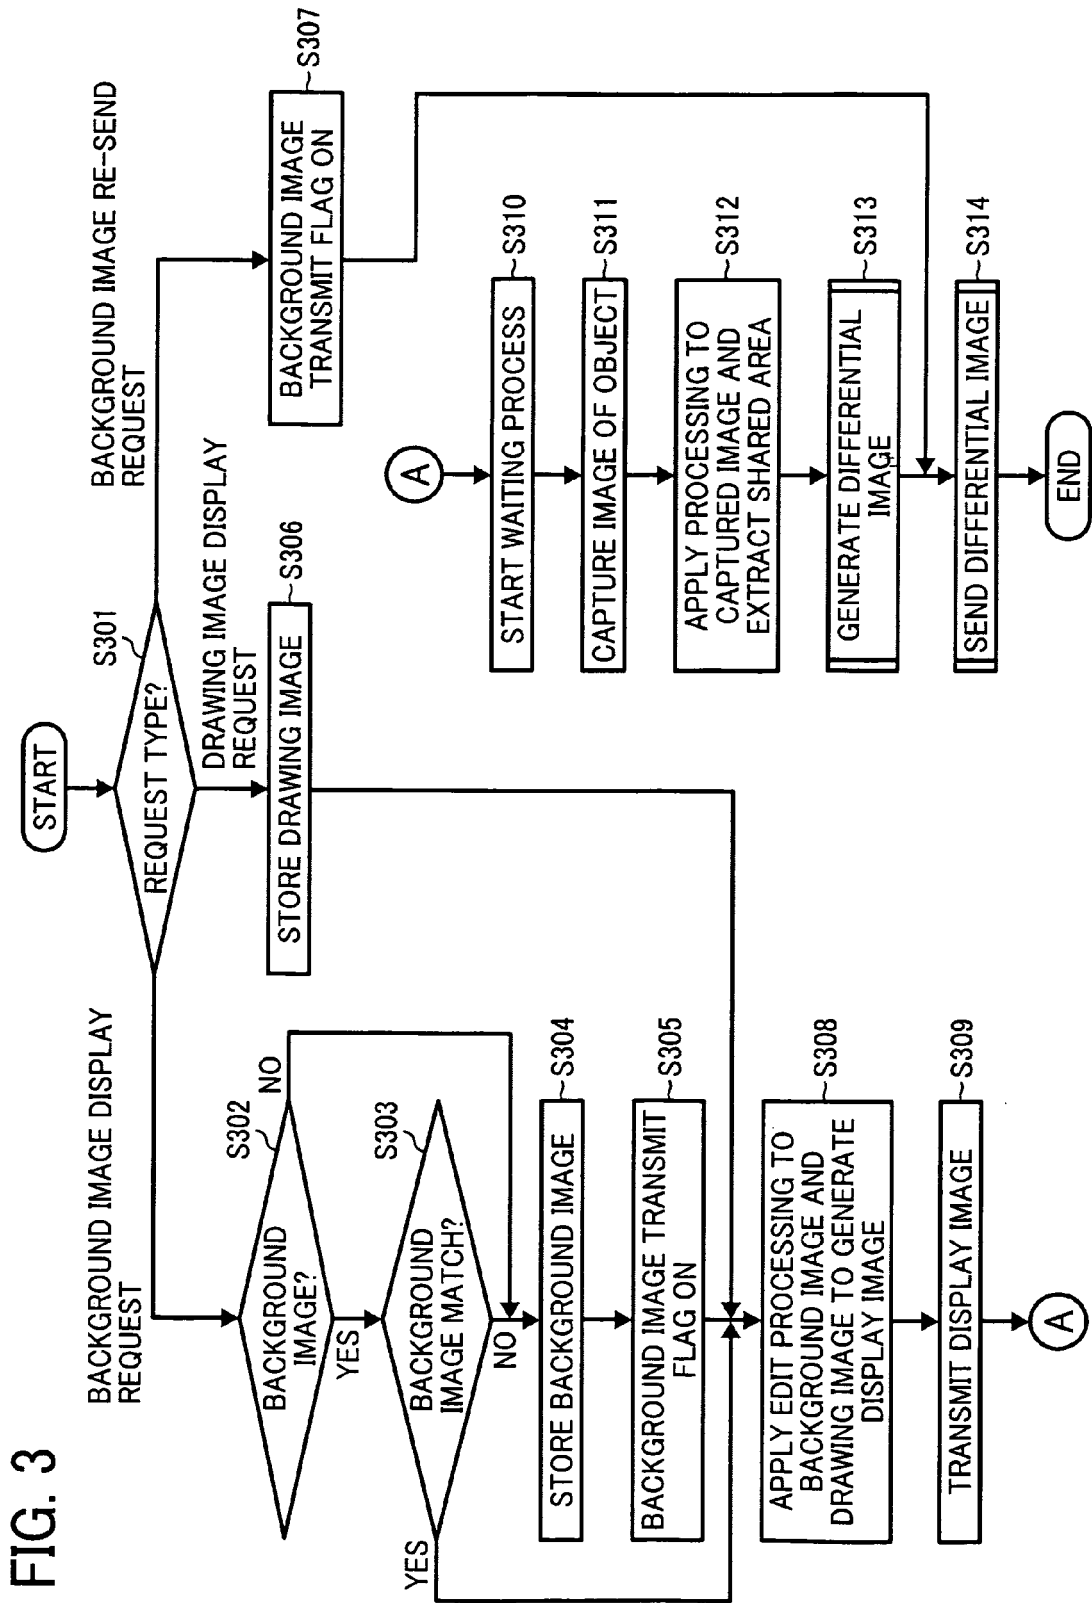 FIG. 3
START
REQUEST TYPE?
S301
BACKGROUND IMAGE DISPLAY
REQUEST
DRAWING IMAGE DISPLAY
REQUEST
BACKGROUND IMAGE RE-SEND
REQUEST
BACKGROUND
IMAGE?
S302
NO
YES
BACKGROUND
IMAGE MATCH?
S303
YES
NO
STORE BACKGROUND IMAGE
S304
BACKGROUND IMAGE TRANSMIT
FLAG ON
S305
STORE DRAWING IMAGE
S306
BACKGROUND IMAGE
TRANSMIT FLAG ON
S307
APPLY EDIT PROCESSING TO
BACKGROUND IMAGE AND
DRAWING IMAGE TO GENERATE
DISPLAY IMAGE
S308
TRANSMIT DISPLAY IMAGE
S309
A
A
START WAITING PROCESS
S310
CAPTURE IMAGE OF OBJECT
S311
APPLY PROCESSING TO
CAPTURED IMAGE AND
EXTRACT SHARED AREA
S312
GENERATE DIFFERENTIAL
IMAGE
S313
SEND DIFFERENTIAL IMAGE
S314
END